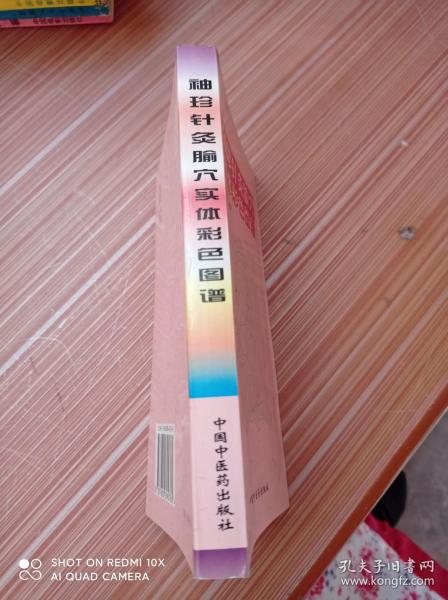 袖珍针灸腧穴实体彩色图谱
中国中医药出版社
SHOT ON REDMI 10X
AI QUAD CAMERA
孔夫子旧书网
www.kongfz.com